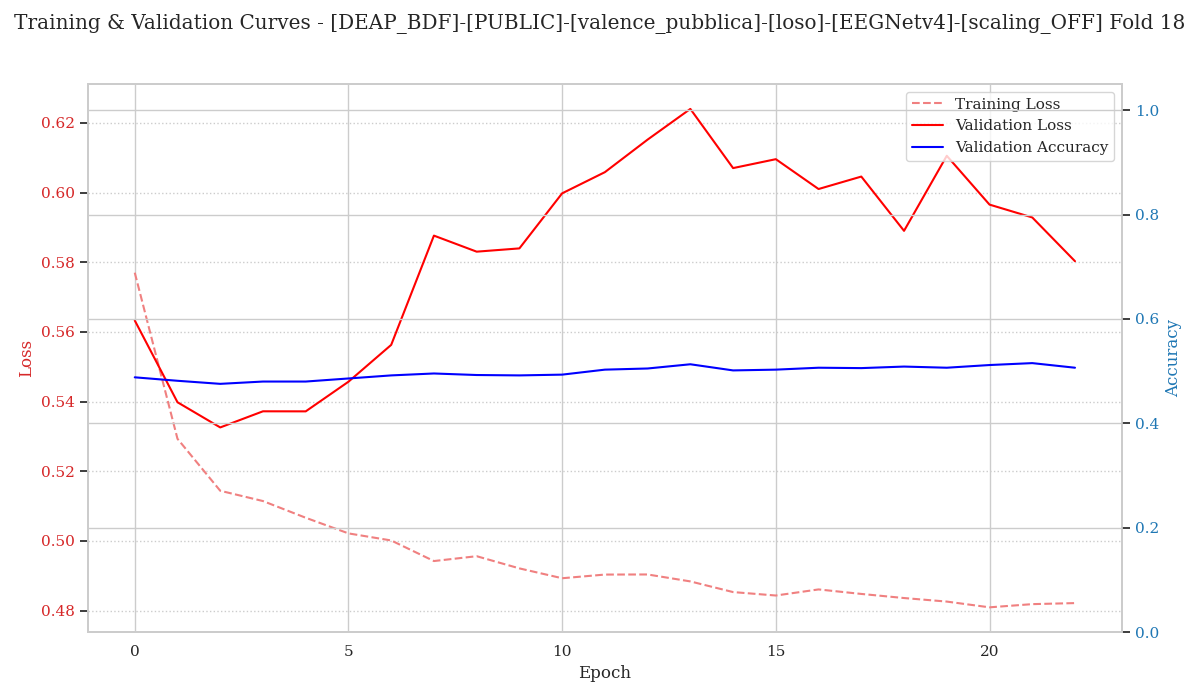 Training & Validation Curves - [DEAP_BDF]-[PUBLIC]-[valence_pubblica]-[loso]-[EEGNetv4]-[scaling_OFF] Fold 18
Training Loss
Validation Loss
Validation Accuracy
Loss
0.62
0.60
0.58
0.56
0.54
0.52
0.50
0.48
1.0
0.8
0.6
0.4
0.2
0.0
Accuracy
0 5 10 15 20
Epoch